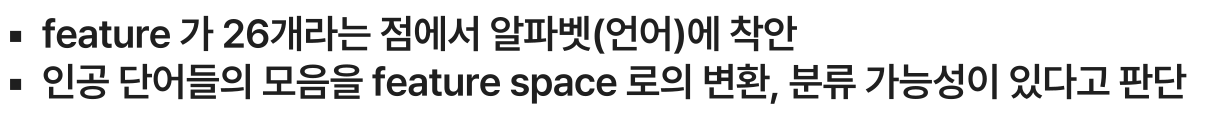 ▪ feature 가 26개라는 점에서 알파벳(언어)에 착안
▪ 인공 단어들의 모음을 feature space 로의 변환, 분류 가능성이 있다고 판단